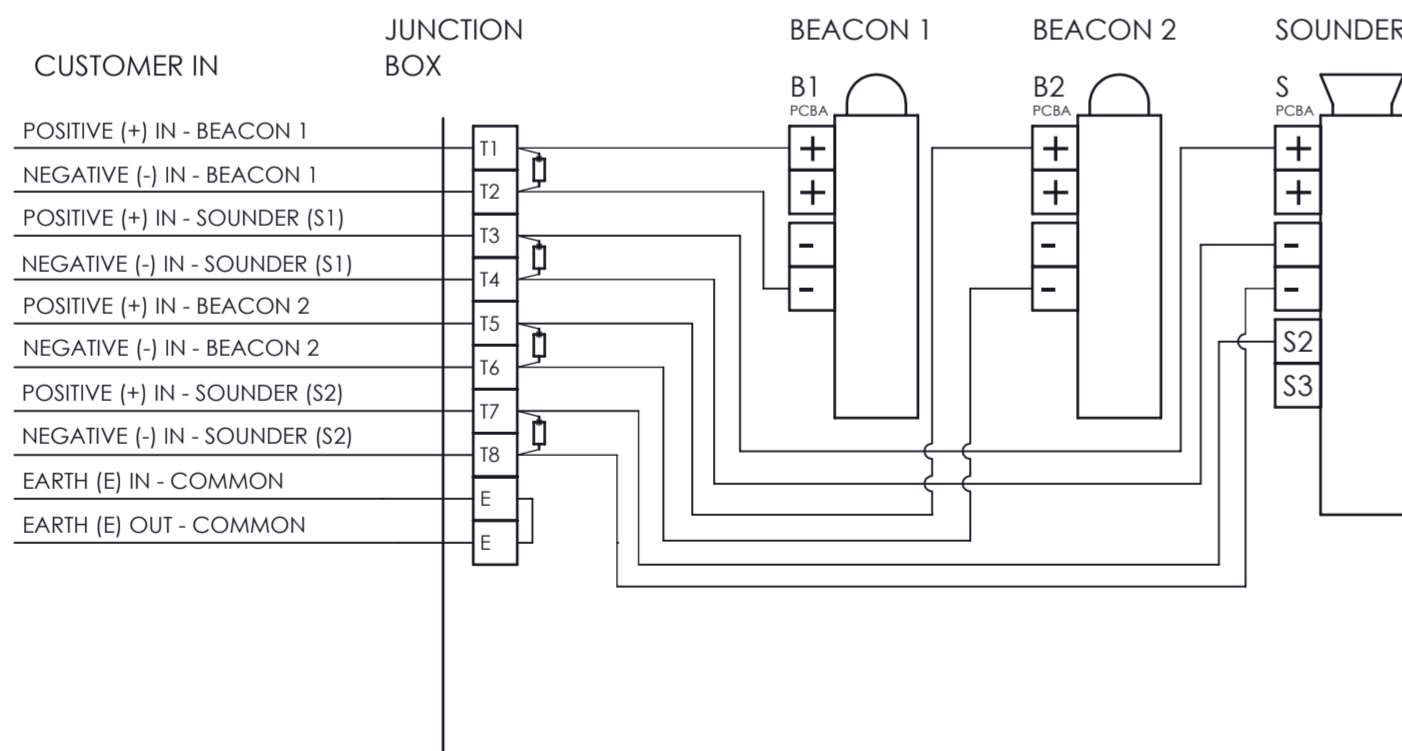 CUSTOMER IN
JUNCTION
BOX
BEACON 1
BEACON 2
SOUNDER
POSITIVE (+) IN - BEACON 1
NEGATIVE (-) IN - BEACON 1
POSITIVE (+) IN - SOUNDER (S1)
NEGATIVE (-) IN - SOUNDER (S1)
POSITIVE (+) IN - BEACON 2
NEGATIVE (-) IN - BEACON 2
POSITIVE (+) IN - SOUNDER (S2)
NEGATIVE (-) IN - SOUNDER (S2)
EARTH (E) IN - COMMON
EARTH (E) OUT - COMMON
T1
T2
T3
T4
T5
T6
T7
T8
E
E
B1
PCBA
+
+
-
-
B2
PCBA
+
+
-
-
S
PCBA
+
+
-
-
S2
S3